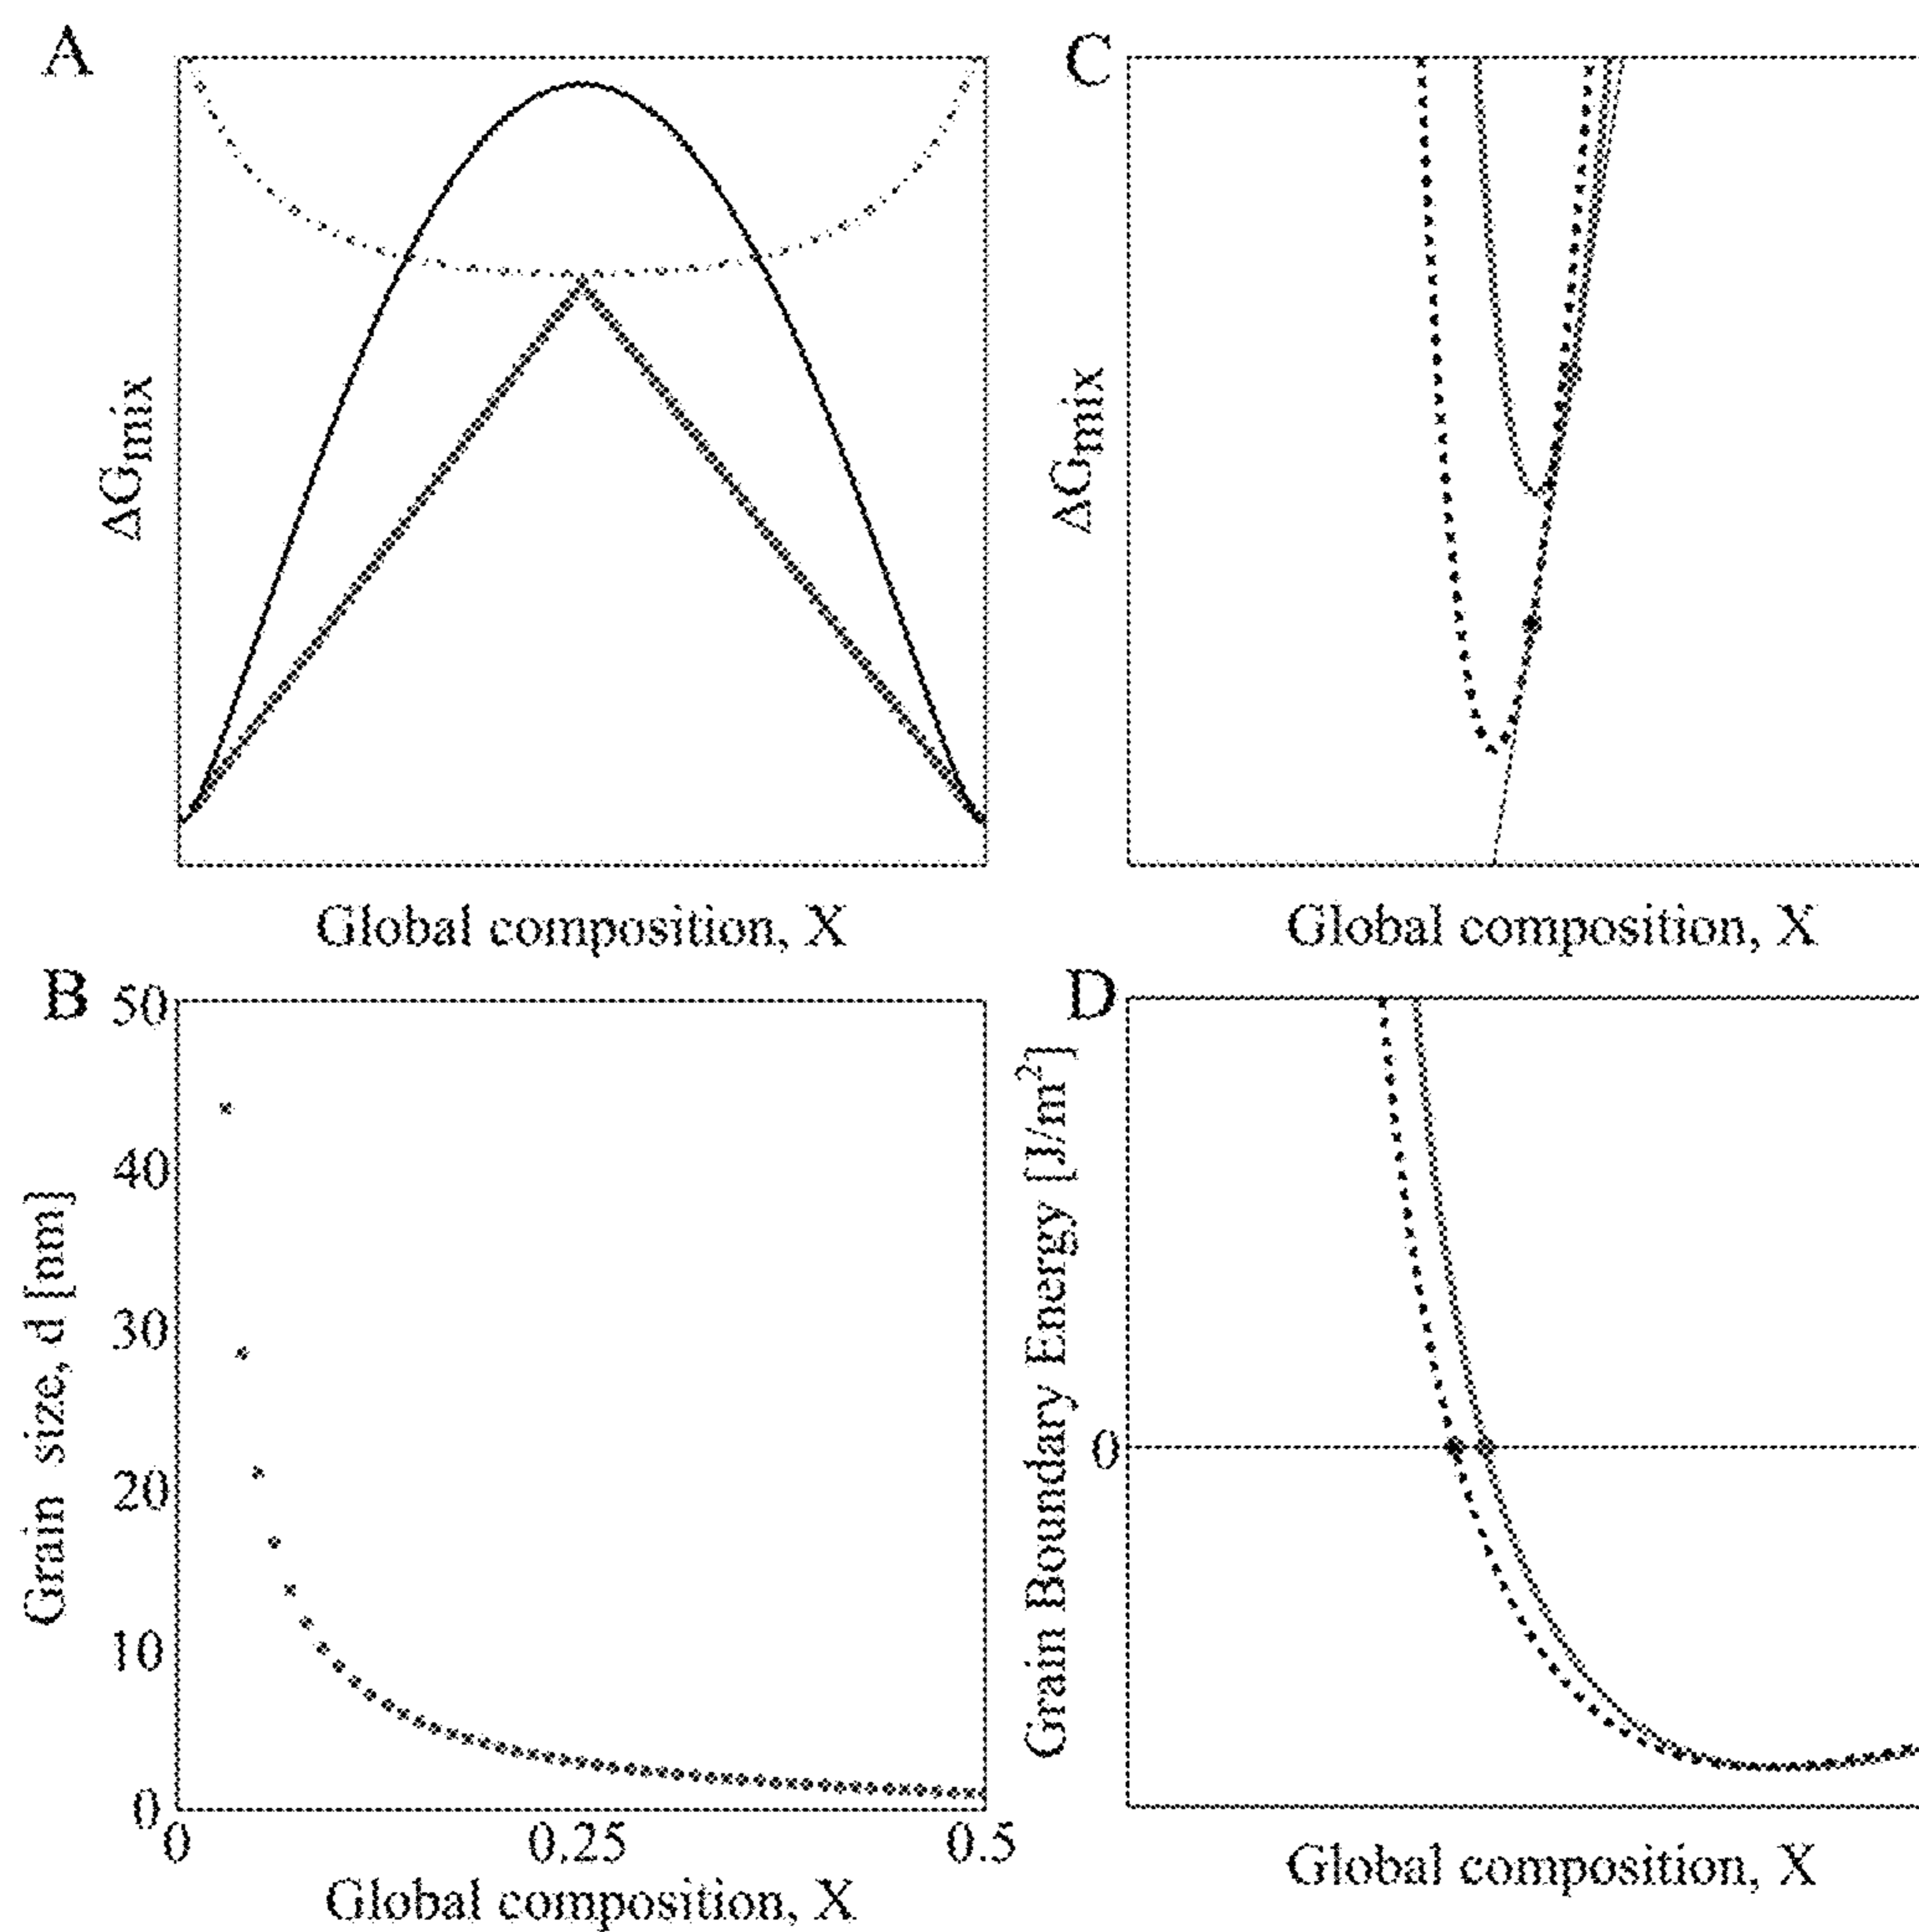 A
ΔGmix
Global composition, X
C
ΔGmix
Global composition, X
B
50
40
30
20
10
0
Grain size, d [nm]
0
0.25
0.5
Global composition, X
D
Grain Boundary Energy [J/m²]
0
Global composition, X